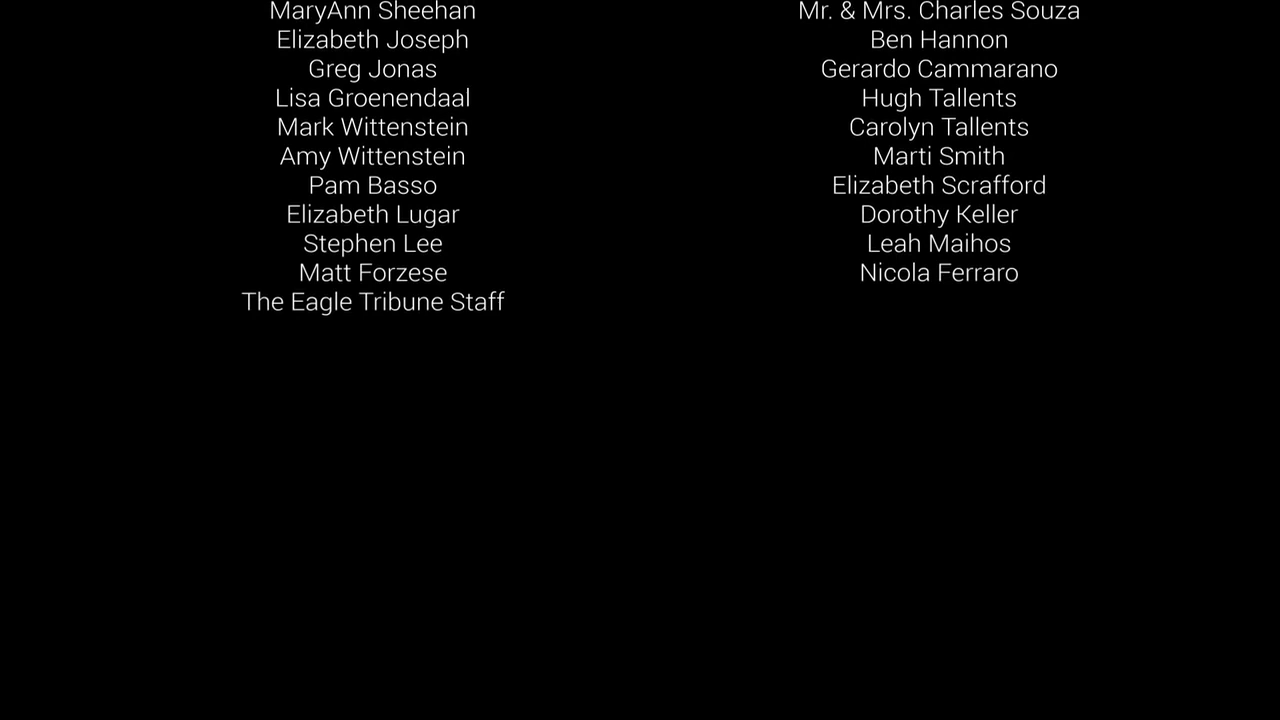 MaryAnn Sheehan
Elizabeth Joseph
Greg Jonas
Lisa Groenendaal
Mark Wittenstein
Amy Wittenstein
Pam Basso
Elizabeth Lugar
Stephen Lee
Matt Forzese
The Eagle Tribune Staff
Mr. & Mrs. Charles Souza
Ben Hannon
Gerardo Cammarano
Hugh Tallents
Carolyn Tallents
Marti Smith
Elizabeth Scrafford
Dorothy Keller
Leah Maihos
Nicola Ferraro